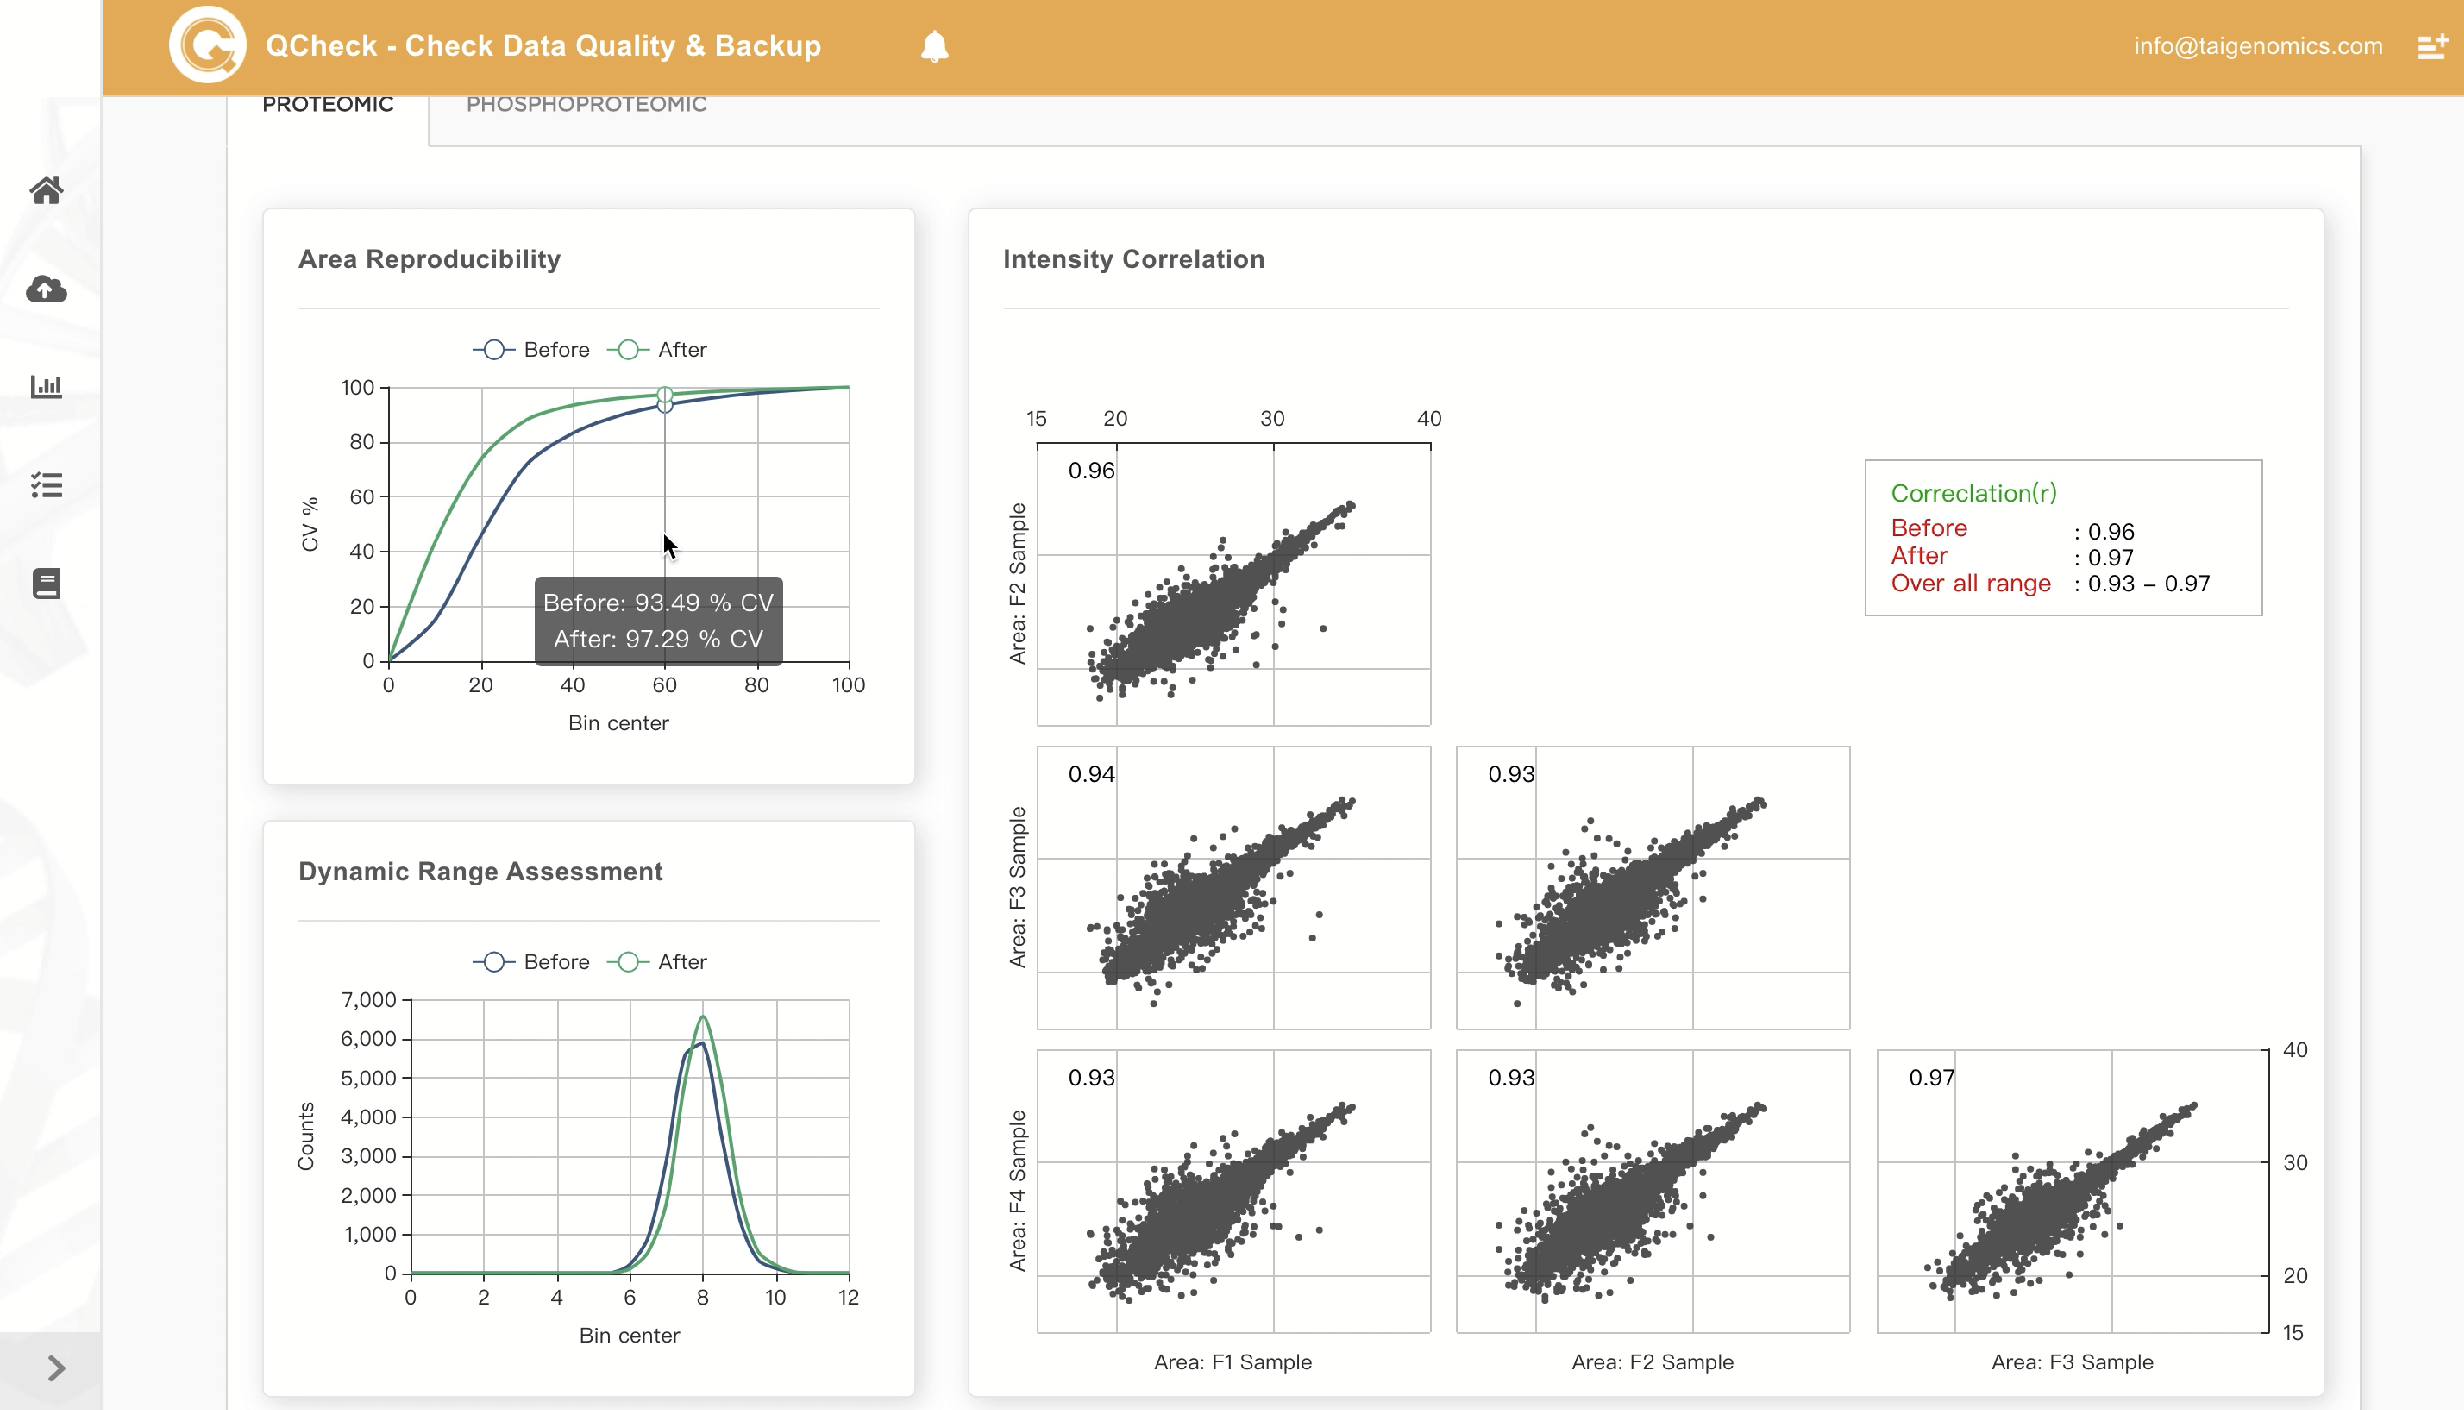 QCheck - Check Data Quality & Backup
info@taigenomics.com
PROTEOMIC
PHOSPHOPROTEOMIC
Area Reproducibility
Before
After
100
80
60
40
20
0
CV %
Before: 93.49 % CV
After: 97.29 % CV
0 20 40 60 80 100
Bin center
Dynamic Range Assessment
Before
After
7,000
6,000
5,000
4,000
3,000
2,000
1,000
0
Counts
0 2 4 6 8 10 12
Bin center
Intensity Correlation
15 20 30 40
0.96
Area: F2 Sample
Correclation(r)
Before : 0.96
After : 0.97
Over all range : 0.93 – 0.97
0.94
0.93
Area: F3 Sample
0.93
0.93
0.97
Area: F4 Sample
40
30
20
15
Area: F1 Sample
Area: F2 Sample
Area: F3 Sample